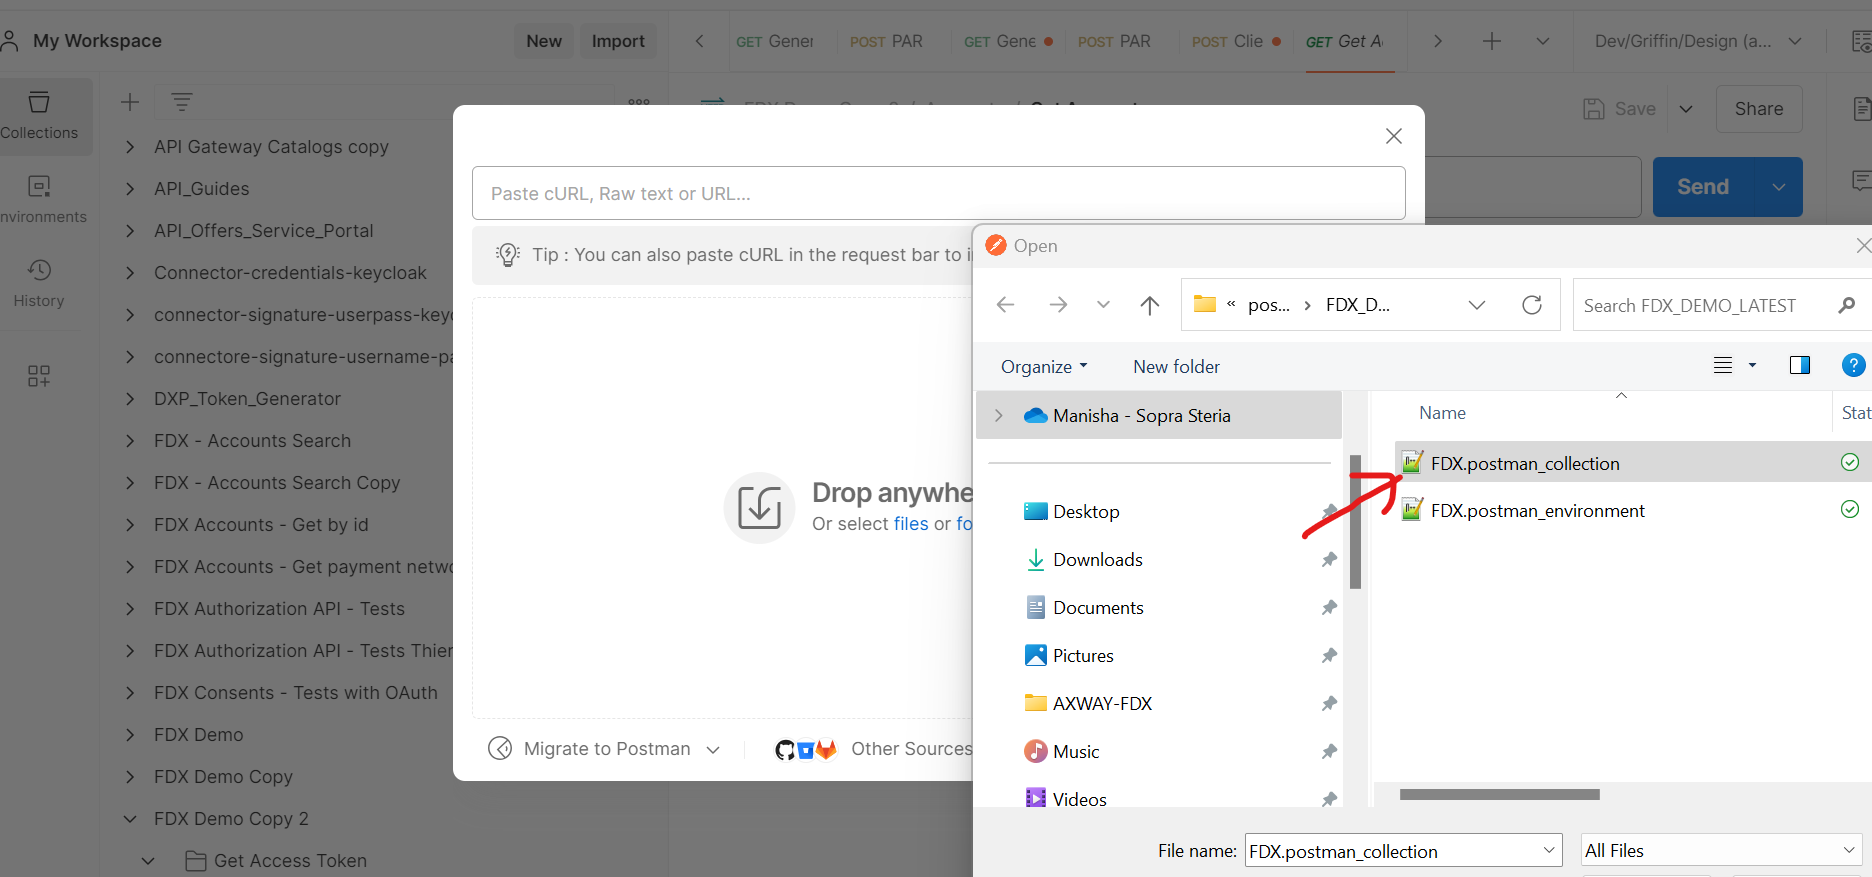 My Workspace
New
Import
GET Gener
POST PAR
GET Gene
POST PAR
POST Clie
GET Get A
Dev/Griffin/Design (a...
Collections
nvironments
History
API Gateway Catalogs copy
API_Guides
API_Offers_Service_Portal
Connector-credentials-keycloak
connector-signature-userpass-keyc
connectore-signature-username-pa
DXP_Token_Generator
FDX - Accounts Search
FDX - Accounts Search Copy
FDX Accounts - Get by id
FDX Accounts - Get payment netwo
FDX Authorization API - Tests
FDX Authorization API - Tests Thier
FDX Consents - Tests with OAuth
FDX Demo
FDX Demo Copy
FDX Demo Copy 2
Get Access Token
Save
Share
Send
Paste cURL, Raw text or URL...
Tip : You can also paste cURL in the request bar to i
Drop anywhe
Or select files or fo
Migrate to Postman
Other Sources
Open
« pos... › FDX_D...
Search FDX_DEMO_LATEST
Organize
New folder
Manisha - Sopra Steria
Desktop
Downloads
Documents
Pictures
AXWAY-FDX
Music
Videos
Name
Stat
FDX.postman_collection
FDX.postman_environment
File name:
FDX.postman_collection
All Files